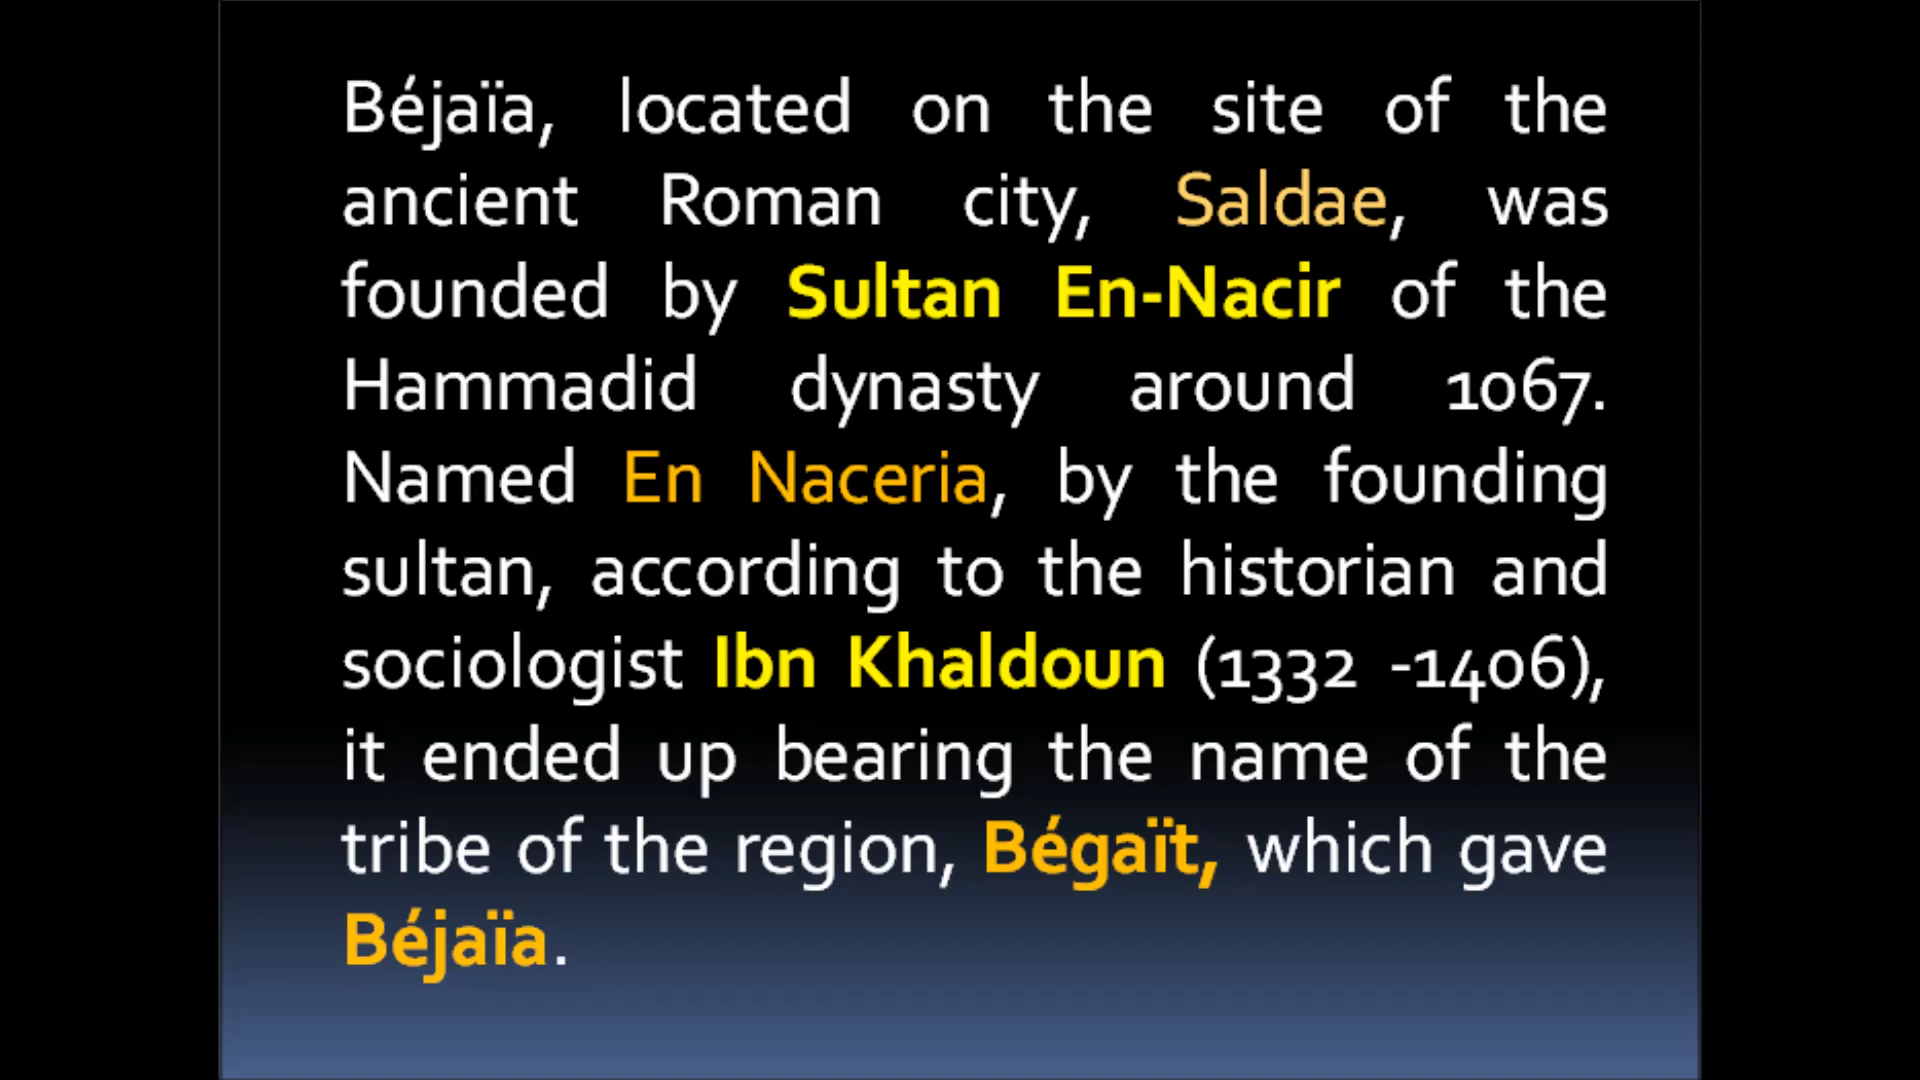 Béjaïa, located on the site of the
ancient Roman city, Saldae, was
founded by Sultan En-Nacir of the
Hammadid dynasty around 1067.
Named En Naceria, by the founding
sultan, according to the historian and
sociologist Ibn Khaldoun (1332 -1406),
it ended up bearing the name of the
tribe of the region, Bégaït, which gave
Béjaïa.